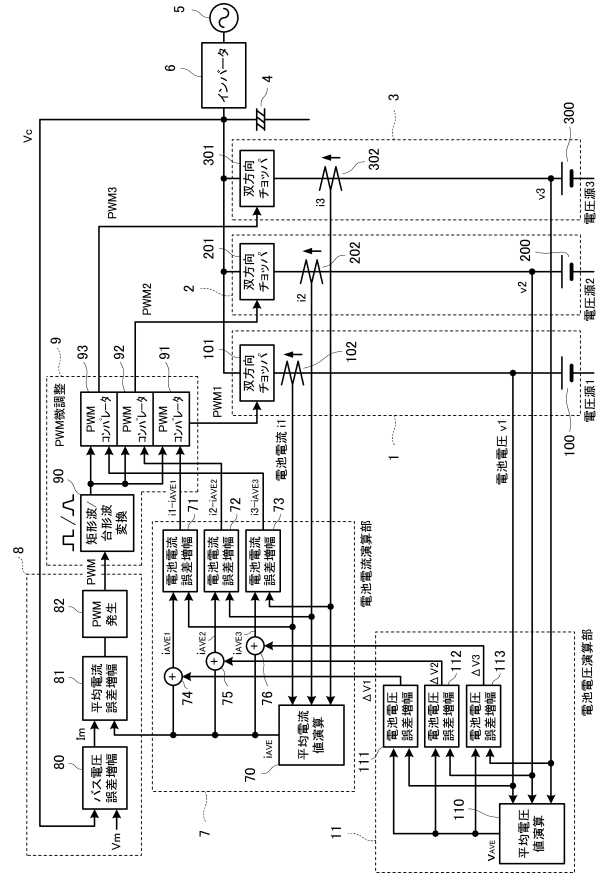 5
6
インバータ
4
Vc
3
300
301
双方向
チョッパ
302
i3
v3
電圧源3
PWM3
2
201
双方向
チョッパ
202
i2
200
v2
電圧源2
PWM2
101
双方向
チョッパ
102
1
100
電圧源1
電池電流 i1
電池電圧 v1
PWM1
9
PWM微調整
93
92
91
PWM
コンパレータ
PWM
コンパレータ
PWM
コンパレータ
90
矩形波/
台形波
変換
PWM
i1-iAVE1
i2-iAVE2
i3-iAVE3
71
電池電流
誤差増幅
72
電池電流
誤差増幅
73
電池電流
誤差増幅
電池電流演算部
iAVE1
iAVE2
iAVE3
+
74
+
75
+
76
iAVE
70
平均電流
値演算
7
8
82
PWM
発生
81
平均電流
誤差増幅
Im
80
バス電圧
誤差増幅
Vm
電池電圧演算部
ΔV1
ΔV2
ΔV3
111
電池電圧
誤差増幅
112
電池電圧
誤差増幅
113
電池電圧
誤差増幅
110
平均電圧
値演算
vAVE
11